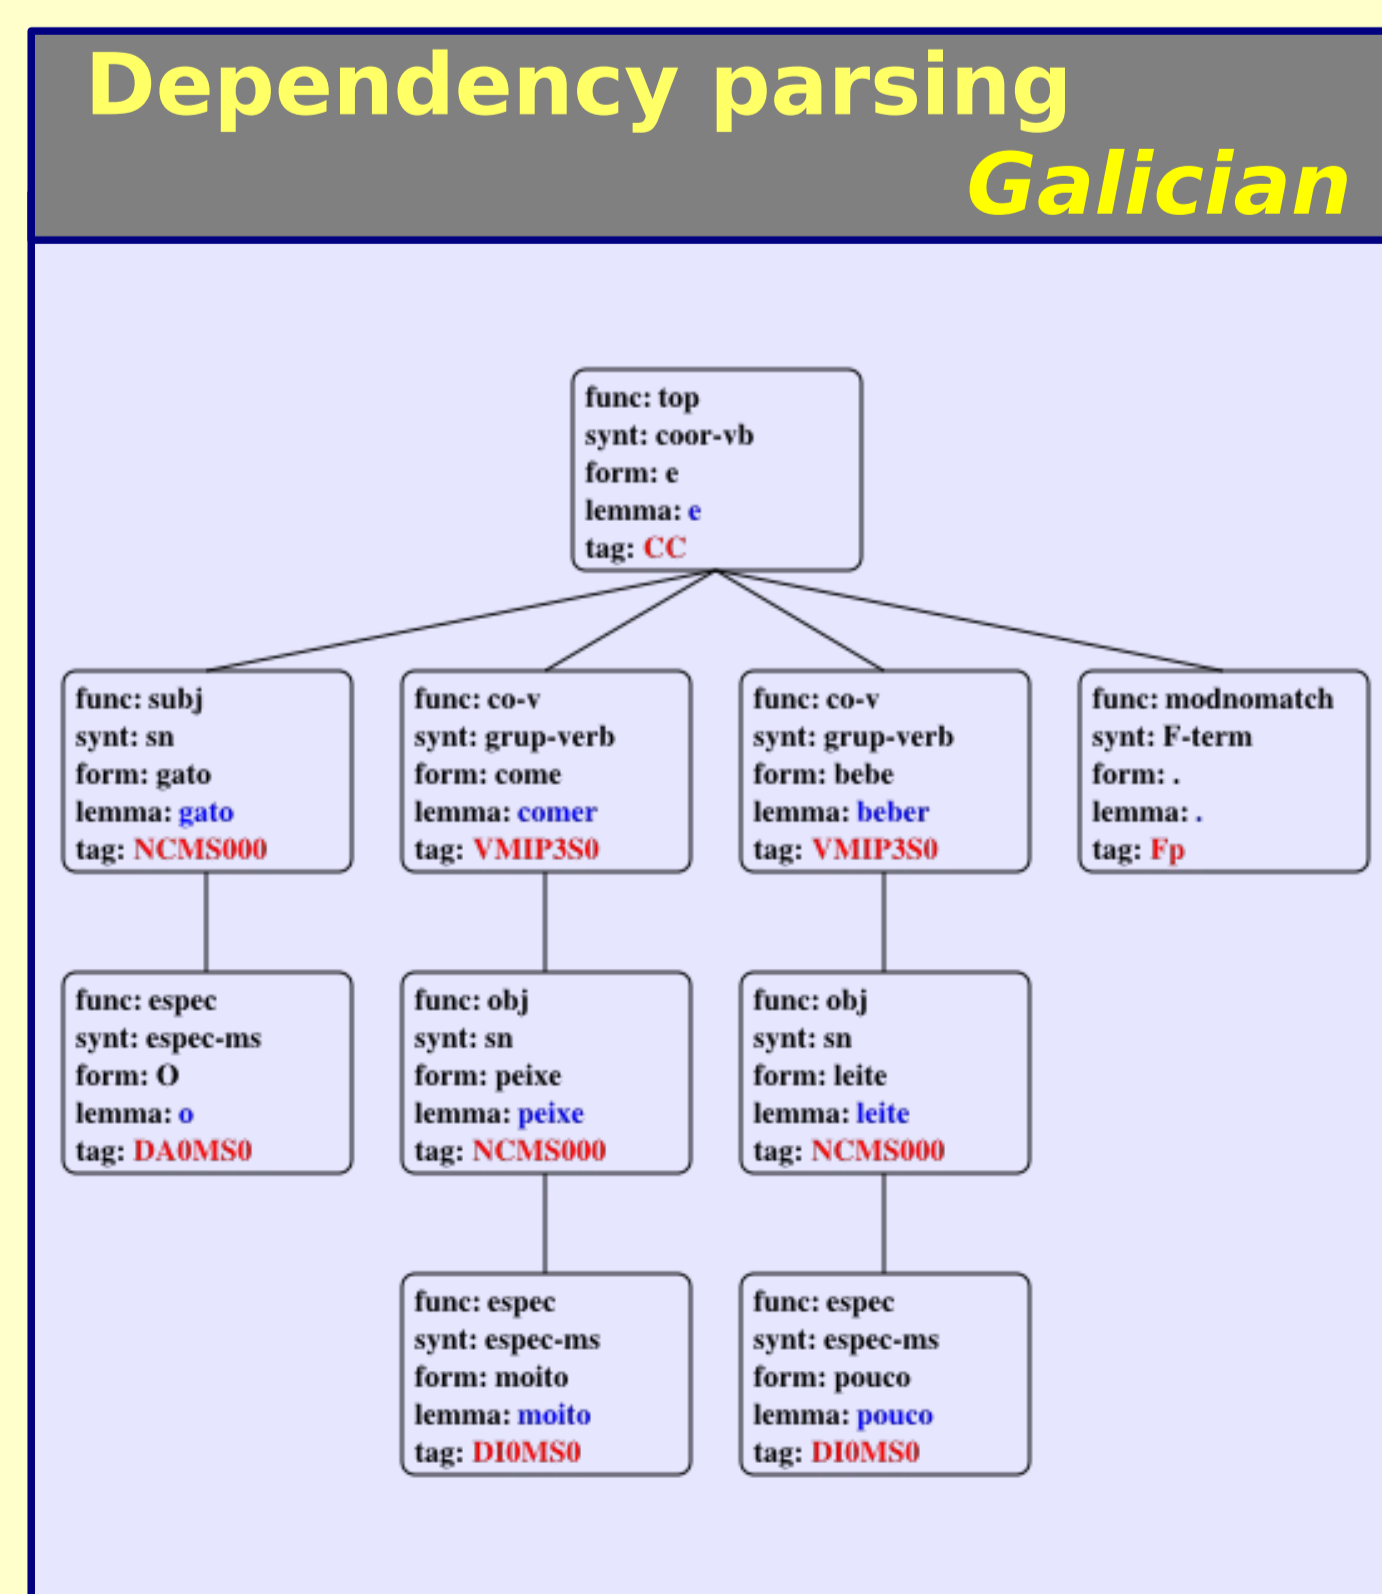 Dependency parsing
Galician
func: top
synt: coor-vb
form: e
lemma: e
tag: CC
func: subj
synt: sn
form: gato
lemma: gato
tag: NCMS000
func: co-v
synt: grup-verb
form: come
lemma: comer
tag: VMIP3S0
func: co-v
synt: grup-verb
form: bebe
lemma: beber
tag: VMIP3S0
func: modnomatch
synt: F-term
form: .
lemma: .
tag: Fp
func: espec
synt: espec-ms
form: O
lemma: o
tag: DA0MS0
func: obj
synt: sn
form: peixe
lemma: peixe
tag: NCMS000
func: obj
synt: sn
form: leite
lemma: leite
tag: NCMS000
func: espec
synt: espec-ms
form: moito
lemma: moito
tag: DI0MS0
func: espec
synt: espec-ms
form: pouco
lemma: pouco
tag: DI0MS0